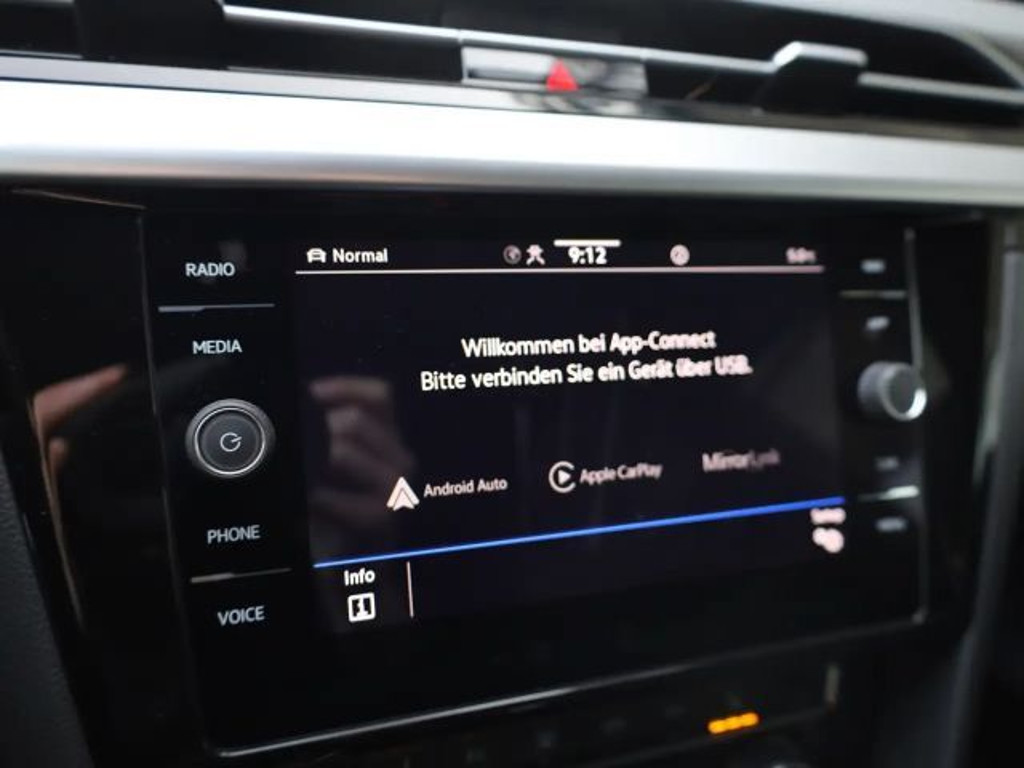 RADIO
MEDIA
PHONE
VOICE
Normal
9:12
Willkommen bei App-Connect
Bitte verbinden Sie ein Gerät über USB.
Android Auto
Apple CarPlay
MirrorLink
Info
Setup